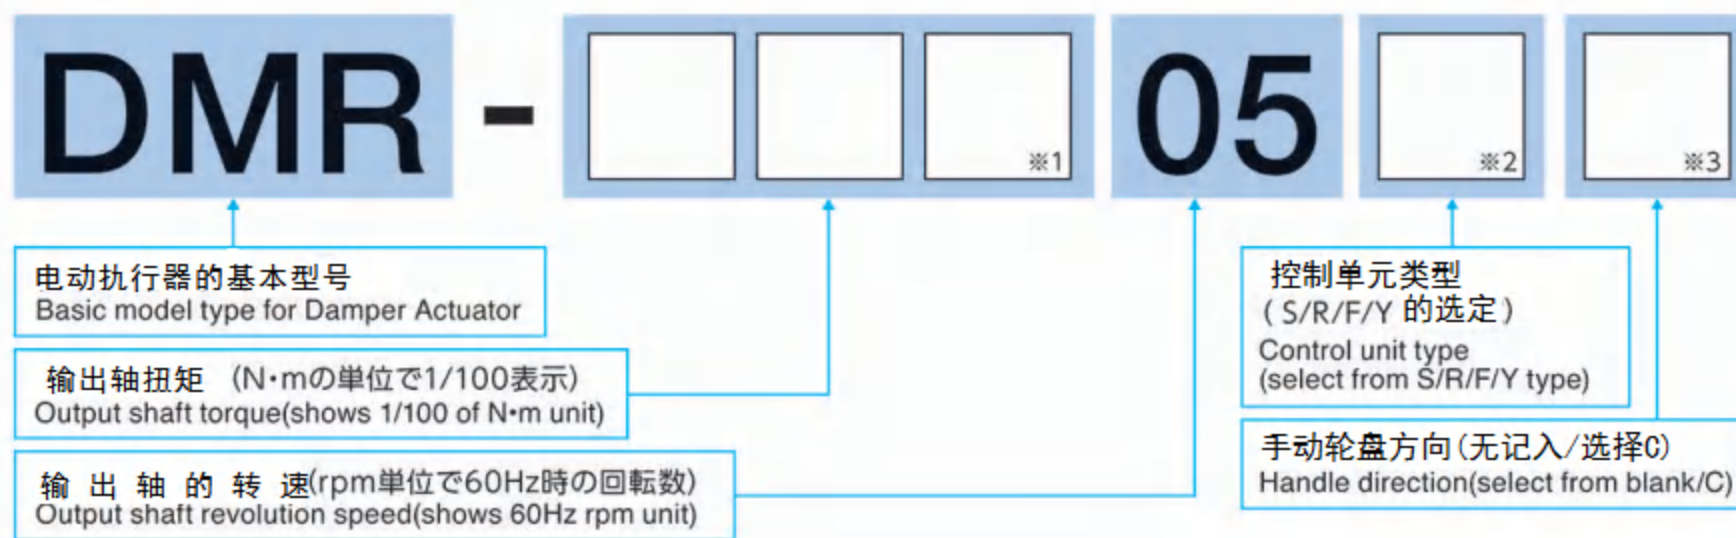 DMR - ※1 05 ※2 ※3
电动执行器的基本型号
Basic model type for Damper Actuator
输出轴扭矩 (N・mの単位で1/100表示)
Output shaft torque(shows 1/100 of N・m unit)
输出轴的转速(rpm単位で60Hz時の回転数)
Output shaft revolution speed(shows 60Hz rpm unit)
控制单元类型
(S/R/F/Y 的选定)
Control unit type
(select from S/R/F/Y type)
手动轮盘方向(无记入/选择C)
Handle direction(select from blank/C)